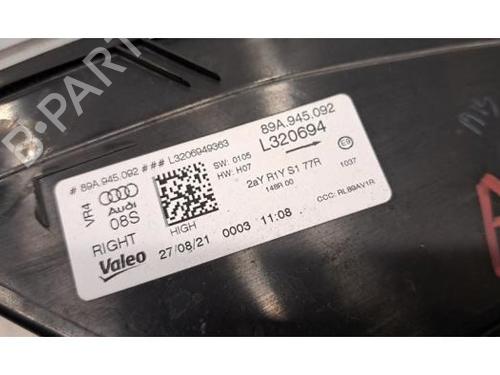 B-PARTS
# 89A.945.092 ### L3206949363
89A.945.092
L320694
VR4
Audi
08S
SW: 0105
HW: H07
2aY R1Y S1 77R
148R 00
E9
1037
HIGH
RIGHT
Valeo
27/08/21 0003 11:08
CCC: RL89AV1R
A